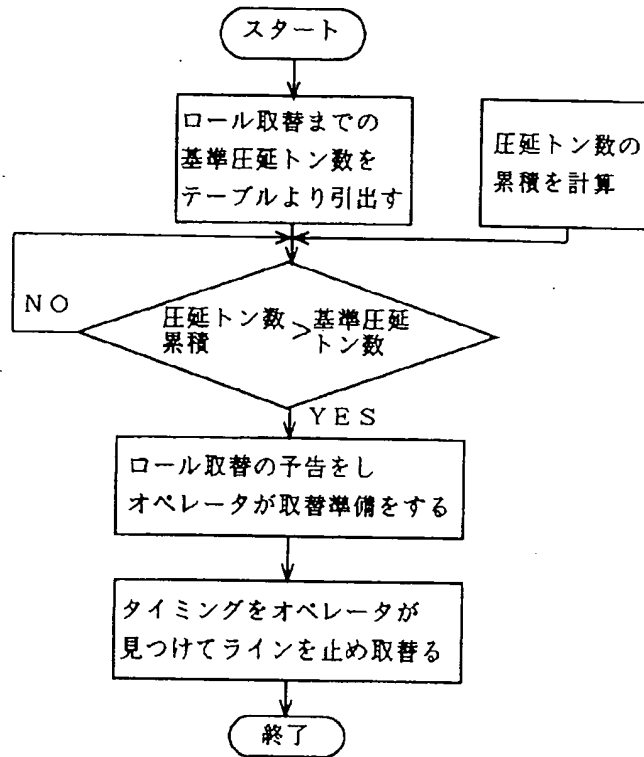 スタート
ロール取替までの
基準圧延トン数を
テーブルより引出す
圧延トン数の
累積を計算
NO
圧延トン数
累積
>
基準圧延
トン数
YES
ロール取替の予告をし
オペレータが取替準備をする
タイミングをオペレータが
見つけてラインを止め取替る
終了